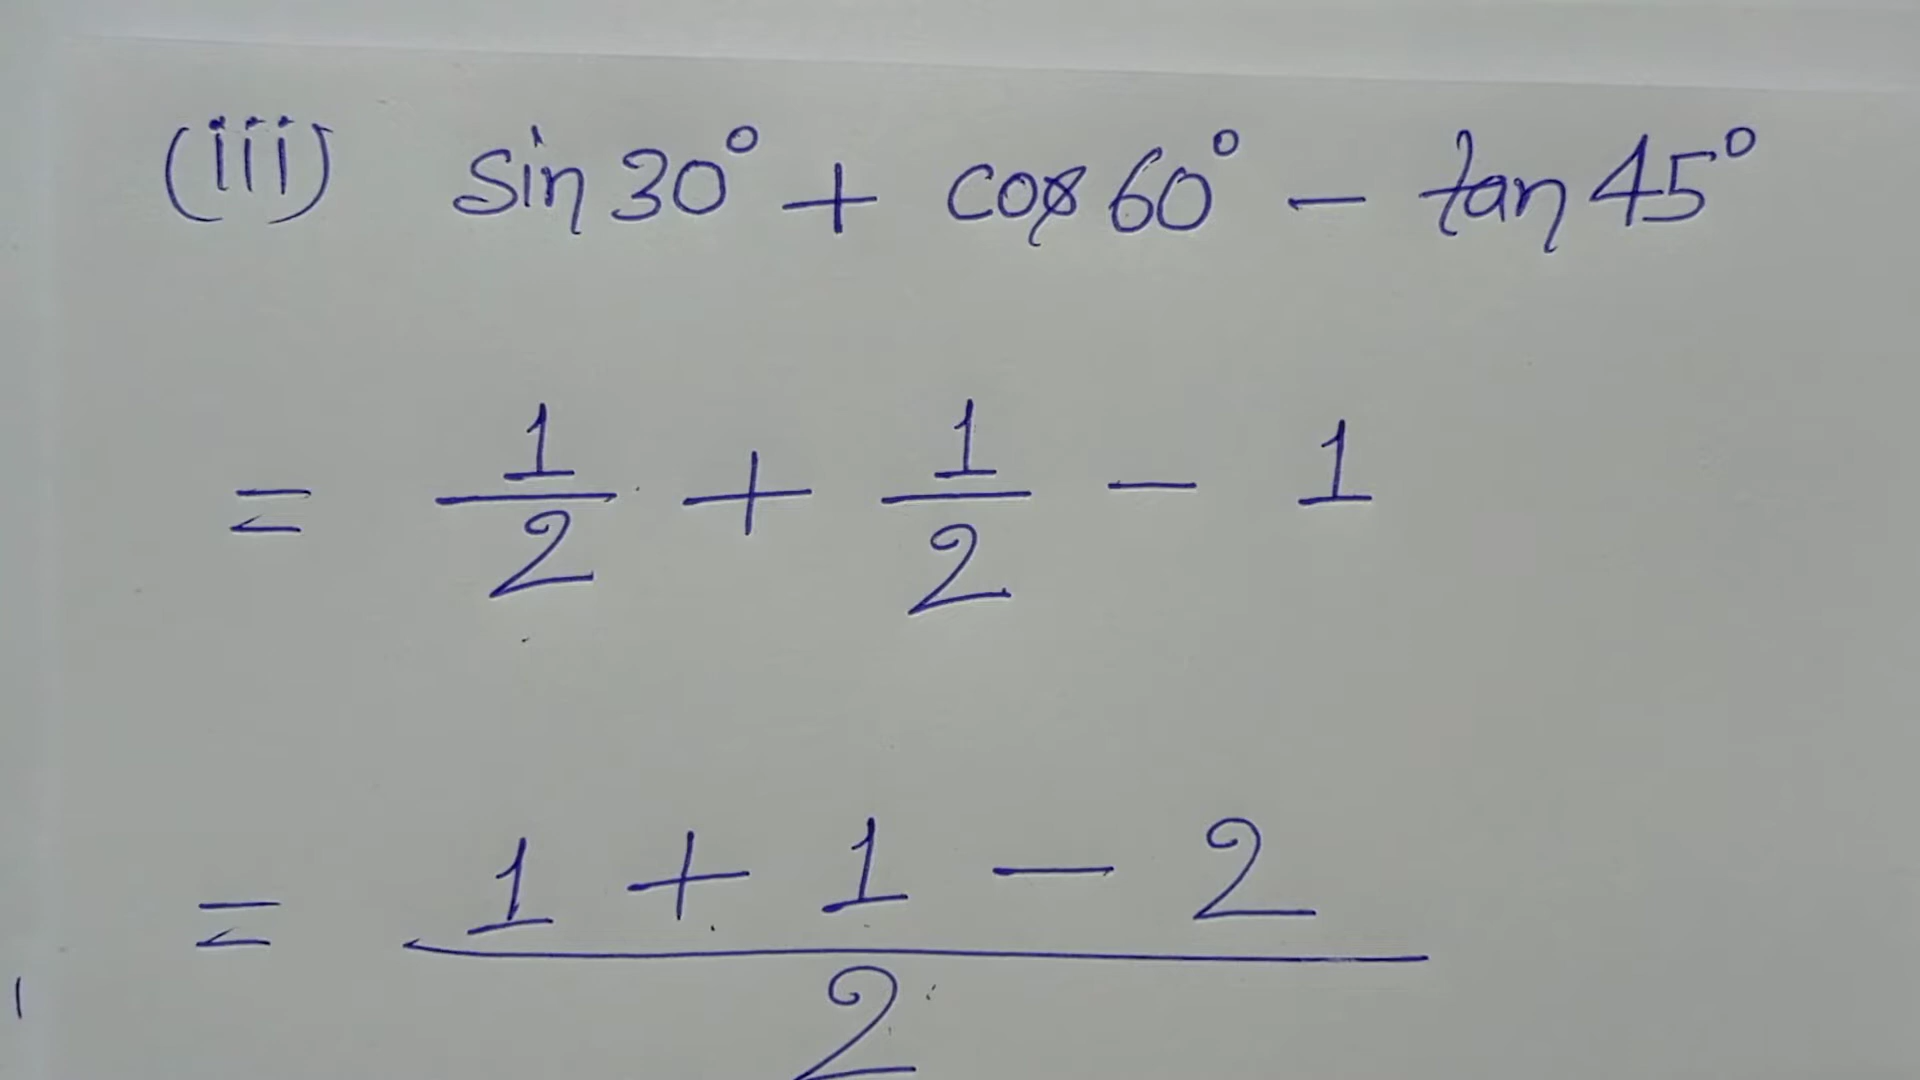 (iii) sin 30° + cos 60° - tan 45°
= 1/2 + 1/2 - 1
= (1 + 1 - 2)/2